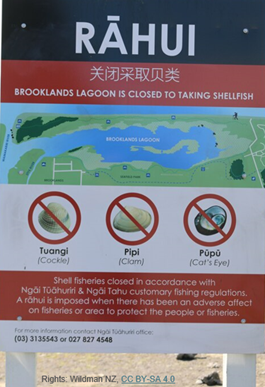 RĀHUI
关闭采取贝类
BROOKLANDS LAGOON IS CLOSED TO TAKING SHELLFISH
BROOKLANDS LAGOON
Tuangi
(Cockle)
Pipi
(Clam)
Pūpū
(Cat's Eye)
Shell fisheries closed in accordance with
Ngāi Tūāhuriri & Ngāi Tahu customary fishing regulations.
A rāhui is imposed when there has been an adverse affect
on fisheries or area to protect the people or fisheries.
For more information contact Ngāi Tūāhuriri office:
(03) 3135543 or 027 827 4548
Rights: Wildman NZ, CC BY-SA 4.0